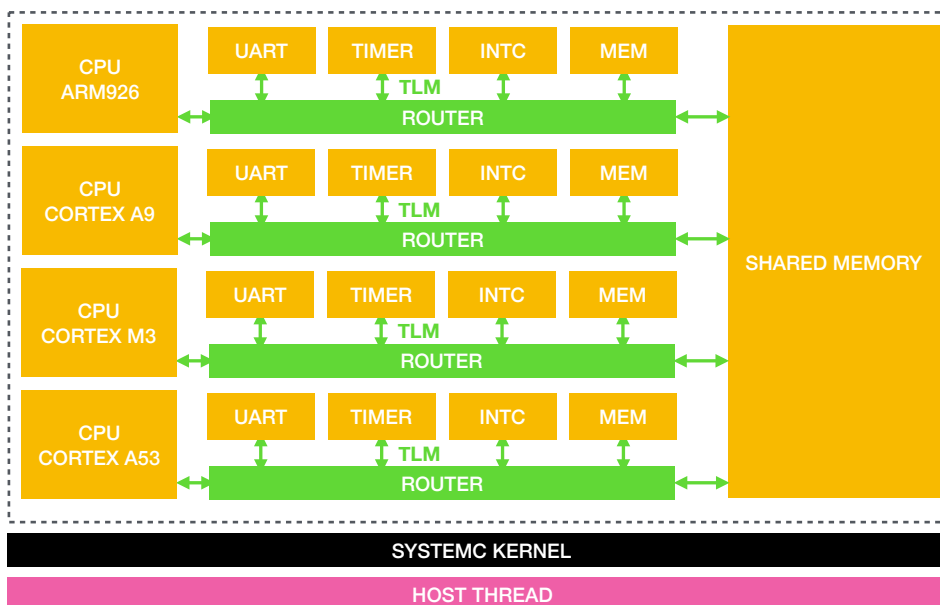 CPU
ARM926
UART
TIMER
INTC
MEM
TLM
ROUTER
CPU
CORTEX A9
UART
TIMER
INTC
MEM
TLM
ROUTER
SHARED MEMORY
CPU
CORTEX M3
UART
TIMER
INTC
MEM
TLM
ROUTER
CPU
CORTEX A53
UART
TIMER
INTC
MEM
TLM
ROUTER
SYSTEMC KERNEL
HOST THREAD